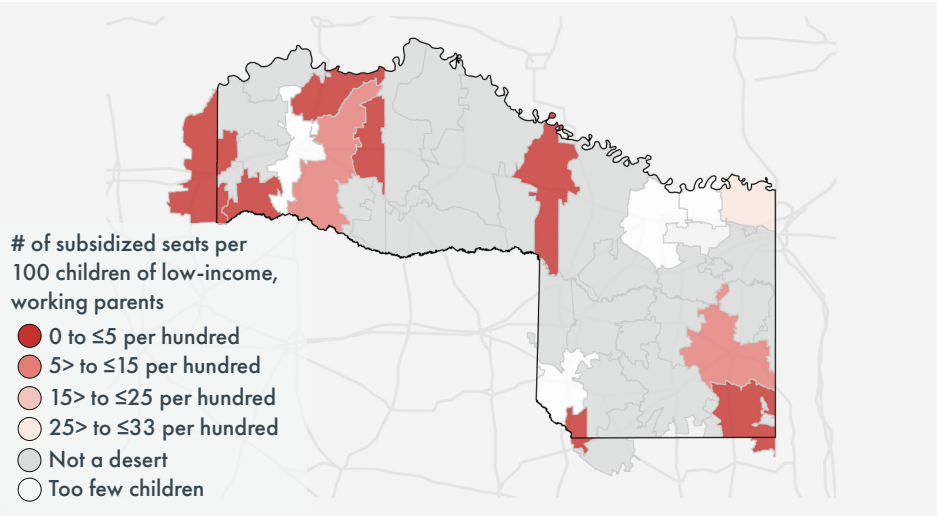 # of subsidized seats per
100 children of low-income,
working parents
0 to ≤5 per hundred
5> to ≤15 per hundred
15> to ≤25 per hundred
25> to ≤33 per hundred
Not a desert
Too few children